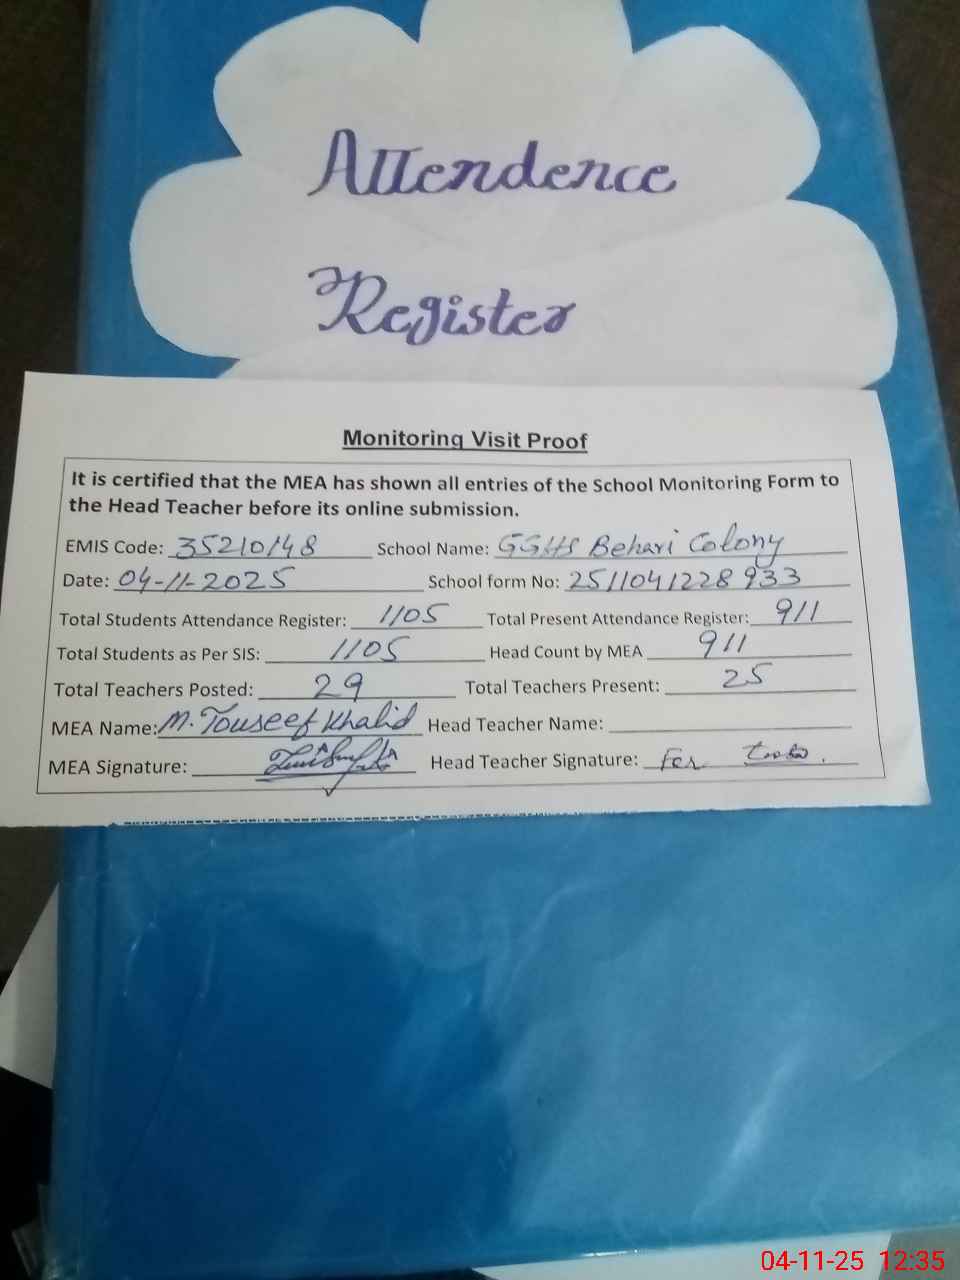 Attendence
Register
Monitoring Visit Proof
It is certified that the MEA has shown all entries of the School Monitoring Form to
the Head Teacher before its online submission.
EMIS Code: 35210148 School Name: GGHS Behari Colony
Date: 04-11-2025 School form No: 2511041228933
Total Students Attendance Register: 1105 Total Present Attendance Register: 911
Total Students as Per SIS: 1105 Head Count by MEA 911
Total Teachers Posted: 29 Total Teachers Present: 25
MEA Name: M. Touseef Khalid Head Teacher Name:
MEA Signature: Head Teacher Signature: For
04-11-25 12:35